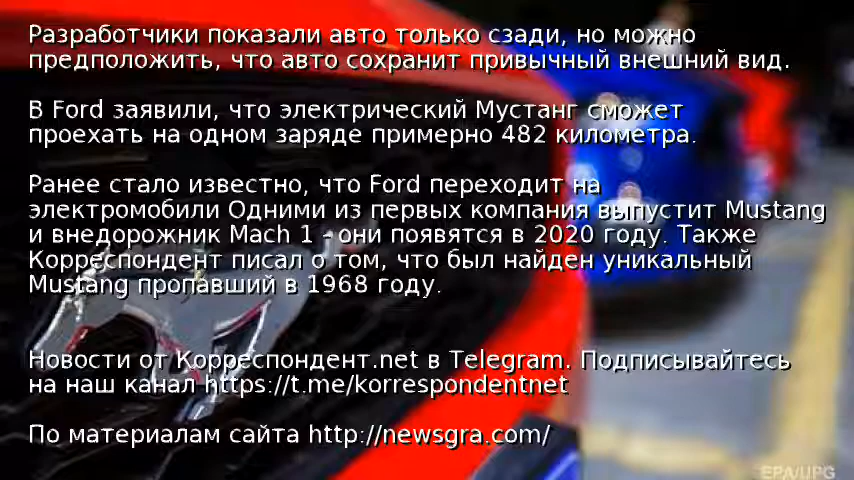 Разработчики показали авто только сзади, но можно
предположить, что авто сохранит привычный внешний вид.
В Ford заявили, что электрический Мустанг сможет
проехать на одном заряде примерно 482 километра.
Ранее стало известно, что Ford переходит на
электромобили Одними из первых компания выпустит Mustang
и внедорожник Mach 1 - они появятся в 2020 году. Также
Корреспондент писал о том, что был найден уникальный
Mustang пропавший в 1968 году.
Новости от Корреспондент.net в Telegram. Подписывайтесь
на наш канал https://t.me/korrespondentnet
По материалам сайта http://newsgra.com/
EPA/UPG